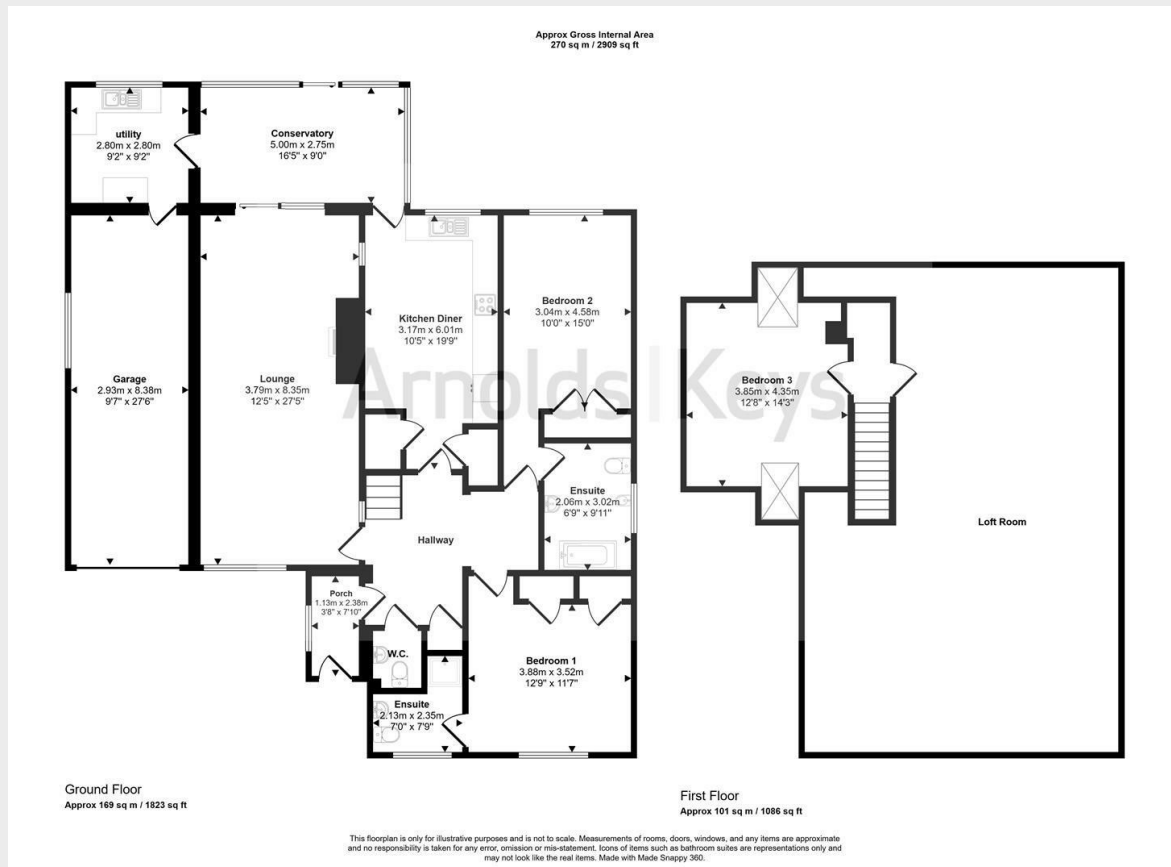 Approx Gross Internal Area
270 sq m / 2909 sq ft
utility
2.80m x 2.80m
9'2" x 9'2"
Conservatory
5.00m x 2.75m
16'5" x 9'0"
Garage
2.93m x 8.38m
9'7" x 27'6"
Lounge
3.79m x 8.35m
12'5" x 27'5"
Kitchen Diner
3.17m x 6.01m
10'5" x 19'9"
Bedroom 2
3.04m x 4.58m
10'0" x 15'0"
Ensuite
2.06m x 3.02m
6'9" x 9'11"
Hallway
Porch
1.13m x 2.38m
3'8" x 7'10"
W.C.
Ensuite
2.13m x 2.35m
7'0" x 7'9"
Bedroom 1
3.88m x 3.52m
12'9" x 11'7"
Bedroom 3
3.85m x 4.35m
12'8" x 14'3"
Loft Room
Arnolds | Keys
Ground Floor
Approx 169 sq m / 1823 sq ft
First Floor
Approx 101 sq m / 1086 sq ft
This floorplan is only for illustrative purposes and is not to scale. Measurements of rooms, doors, windows, and any items are approximate
and no responsibility is taken for any error, omission or mis-statement. Icons of items such as bathroom suites are representations only and
may not look like the real items. Made with Made Snappy 360.